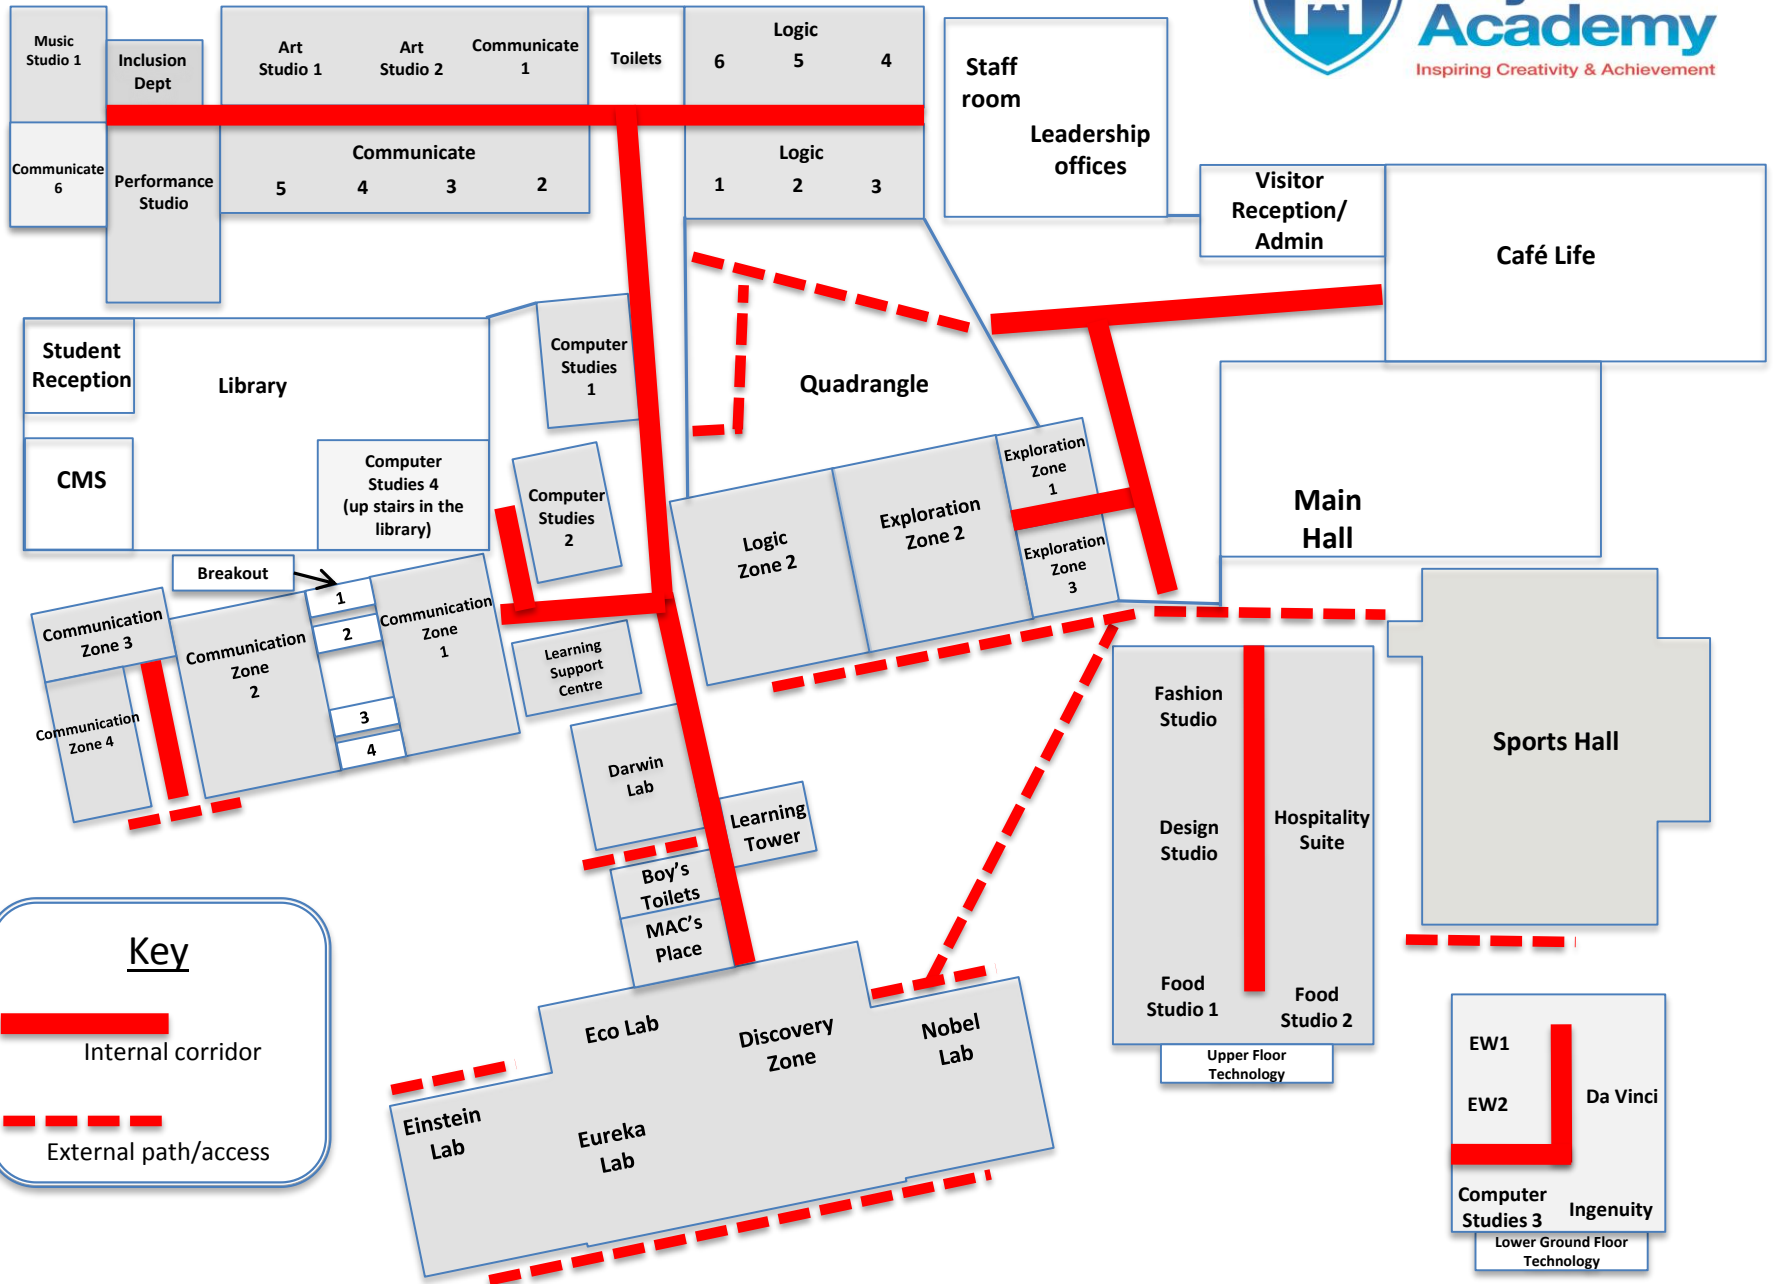 Music
Studio 1
Inclusion
Dept
Art
Studio 1
Art
Studio 2
Communicate
1
Toilets
Logic
6 5 4
Staff
room
Leadership
offices
Academy
Inspiring Creativity & Achievement
Communicate
6
Performance
Studio
Communicate
5 4 3 2
Logic
1 2 3
Visitor
Reception/
Admin
Café Life
Student
Reception
Library
CMS
Computer
Studies 4
(up stairs in the
library)
Computer
Studies
1
Computer
Studies
2
Quadrangle
Logic
Zone 2
Exploration
Zone 2
Exploration
Zone
1
Exploration
Zone
3
Main
Hall
Breakout
1
2
3
4
Communication
Zone 3
Communication
Zone 4
Communication
Zone
2
Communication
Zone
1
Learning
Support
Centre
Darwin
Lab
Learning
Tower
Boy's
Toilets
MAC's
Place
Fashion
Studio
Design
Studio
Hospitality
Suite
Food
Studio 1
Food
Studio 2
Upper Floor
Technology
Sports Hall
Key
Internal corridor
External path/access
Eco Lab
Discovery
Zone
Nobel
Lab
Einstein
Lab
Eureka
Lab
EW1
EW2
Da Vinci
Computer
Studies 3
Ingenuity
Lower Ground Floor
Technology